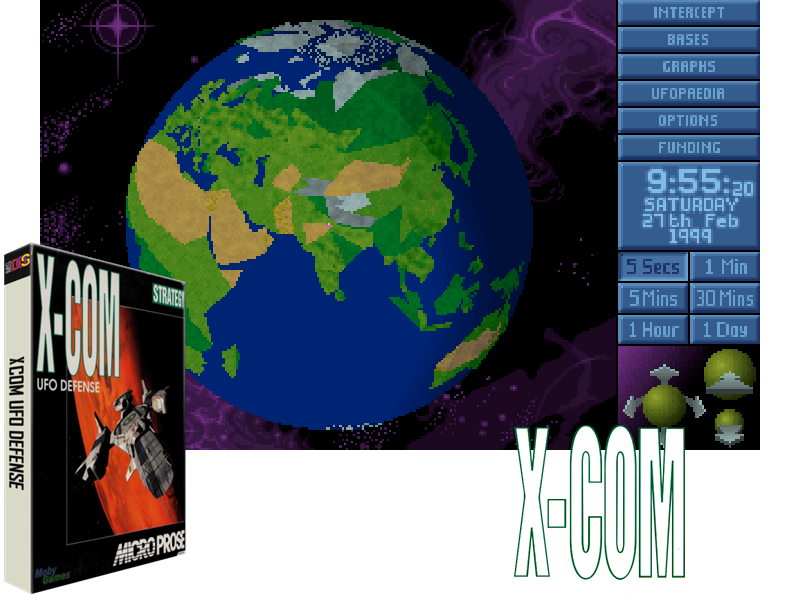 INTERCEPT
BASES
GRAPHS
UFOPAEDIA
OPTIONS
FUNDING
9:55:20
SATURDAY
27th Feb
1999
5 Secs
1 Min
5 Mins
30 Mins
1 Hour
1 Day
X-COM
STRATEGY
UFO DEFENSE
XCOM UFO DEFENSE
MICROPROSE
Moby
Games
X-COM